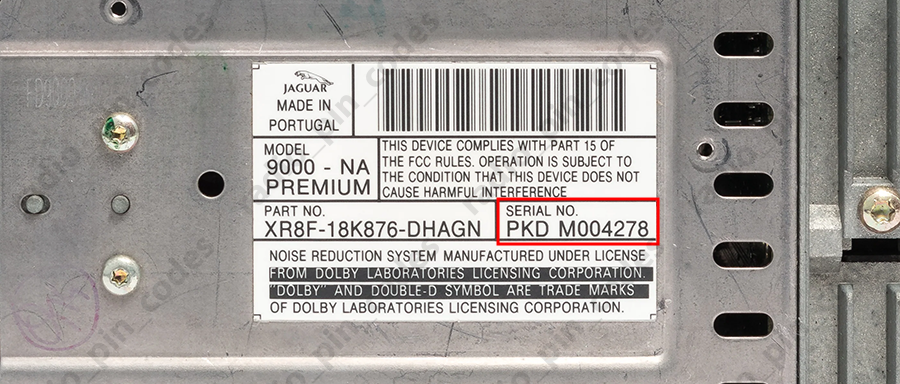 JAGUAR
MADE IN
PORTUGAL
MODEL
9000 - NA
PREMIUM
THIS DEVICE COMPLIES WITH PART 15 OF
THE FCC RULES. OPERATION IS SUBJECT TO
THE CONDITION THAT THIS DEVICE DOES NOT
CAUSE HARMFUL INTERFERENCE
PART NO.
XR8F-18K876-DHAGN
SERIAL NO.
PKD M004278
NOISE REDUCTION SYSTEM MANUFACTURED UNDER LICENSE
FROM DOLBY LABORATORIES LICENSING CORPORATION.
"DOLBY" AND DOUBLE-D SYMBOL ARE TRADE MARKS
OF DOLBY LABORATORIES LICENSING CORPORATION.
radio_pin_codes